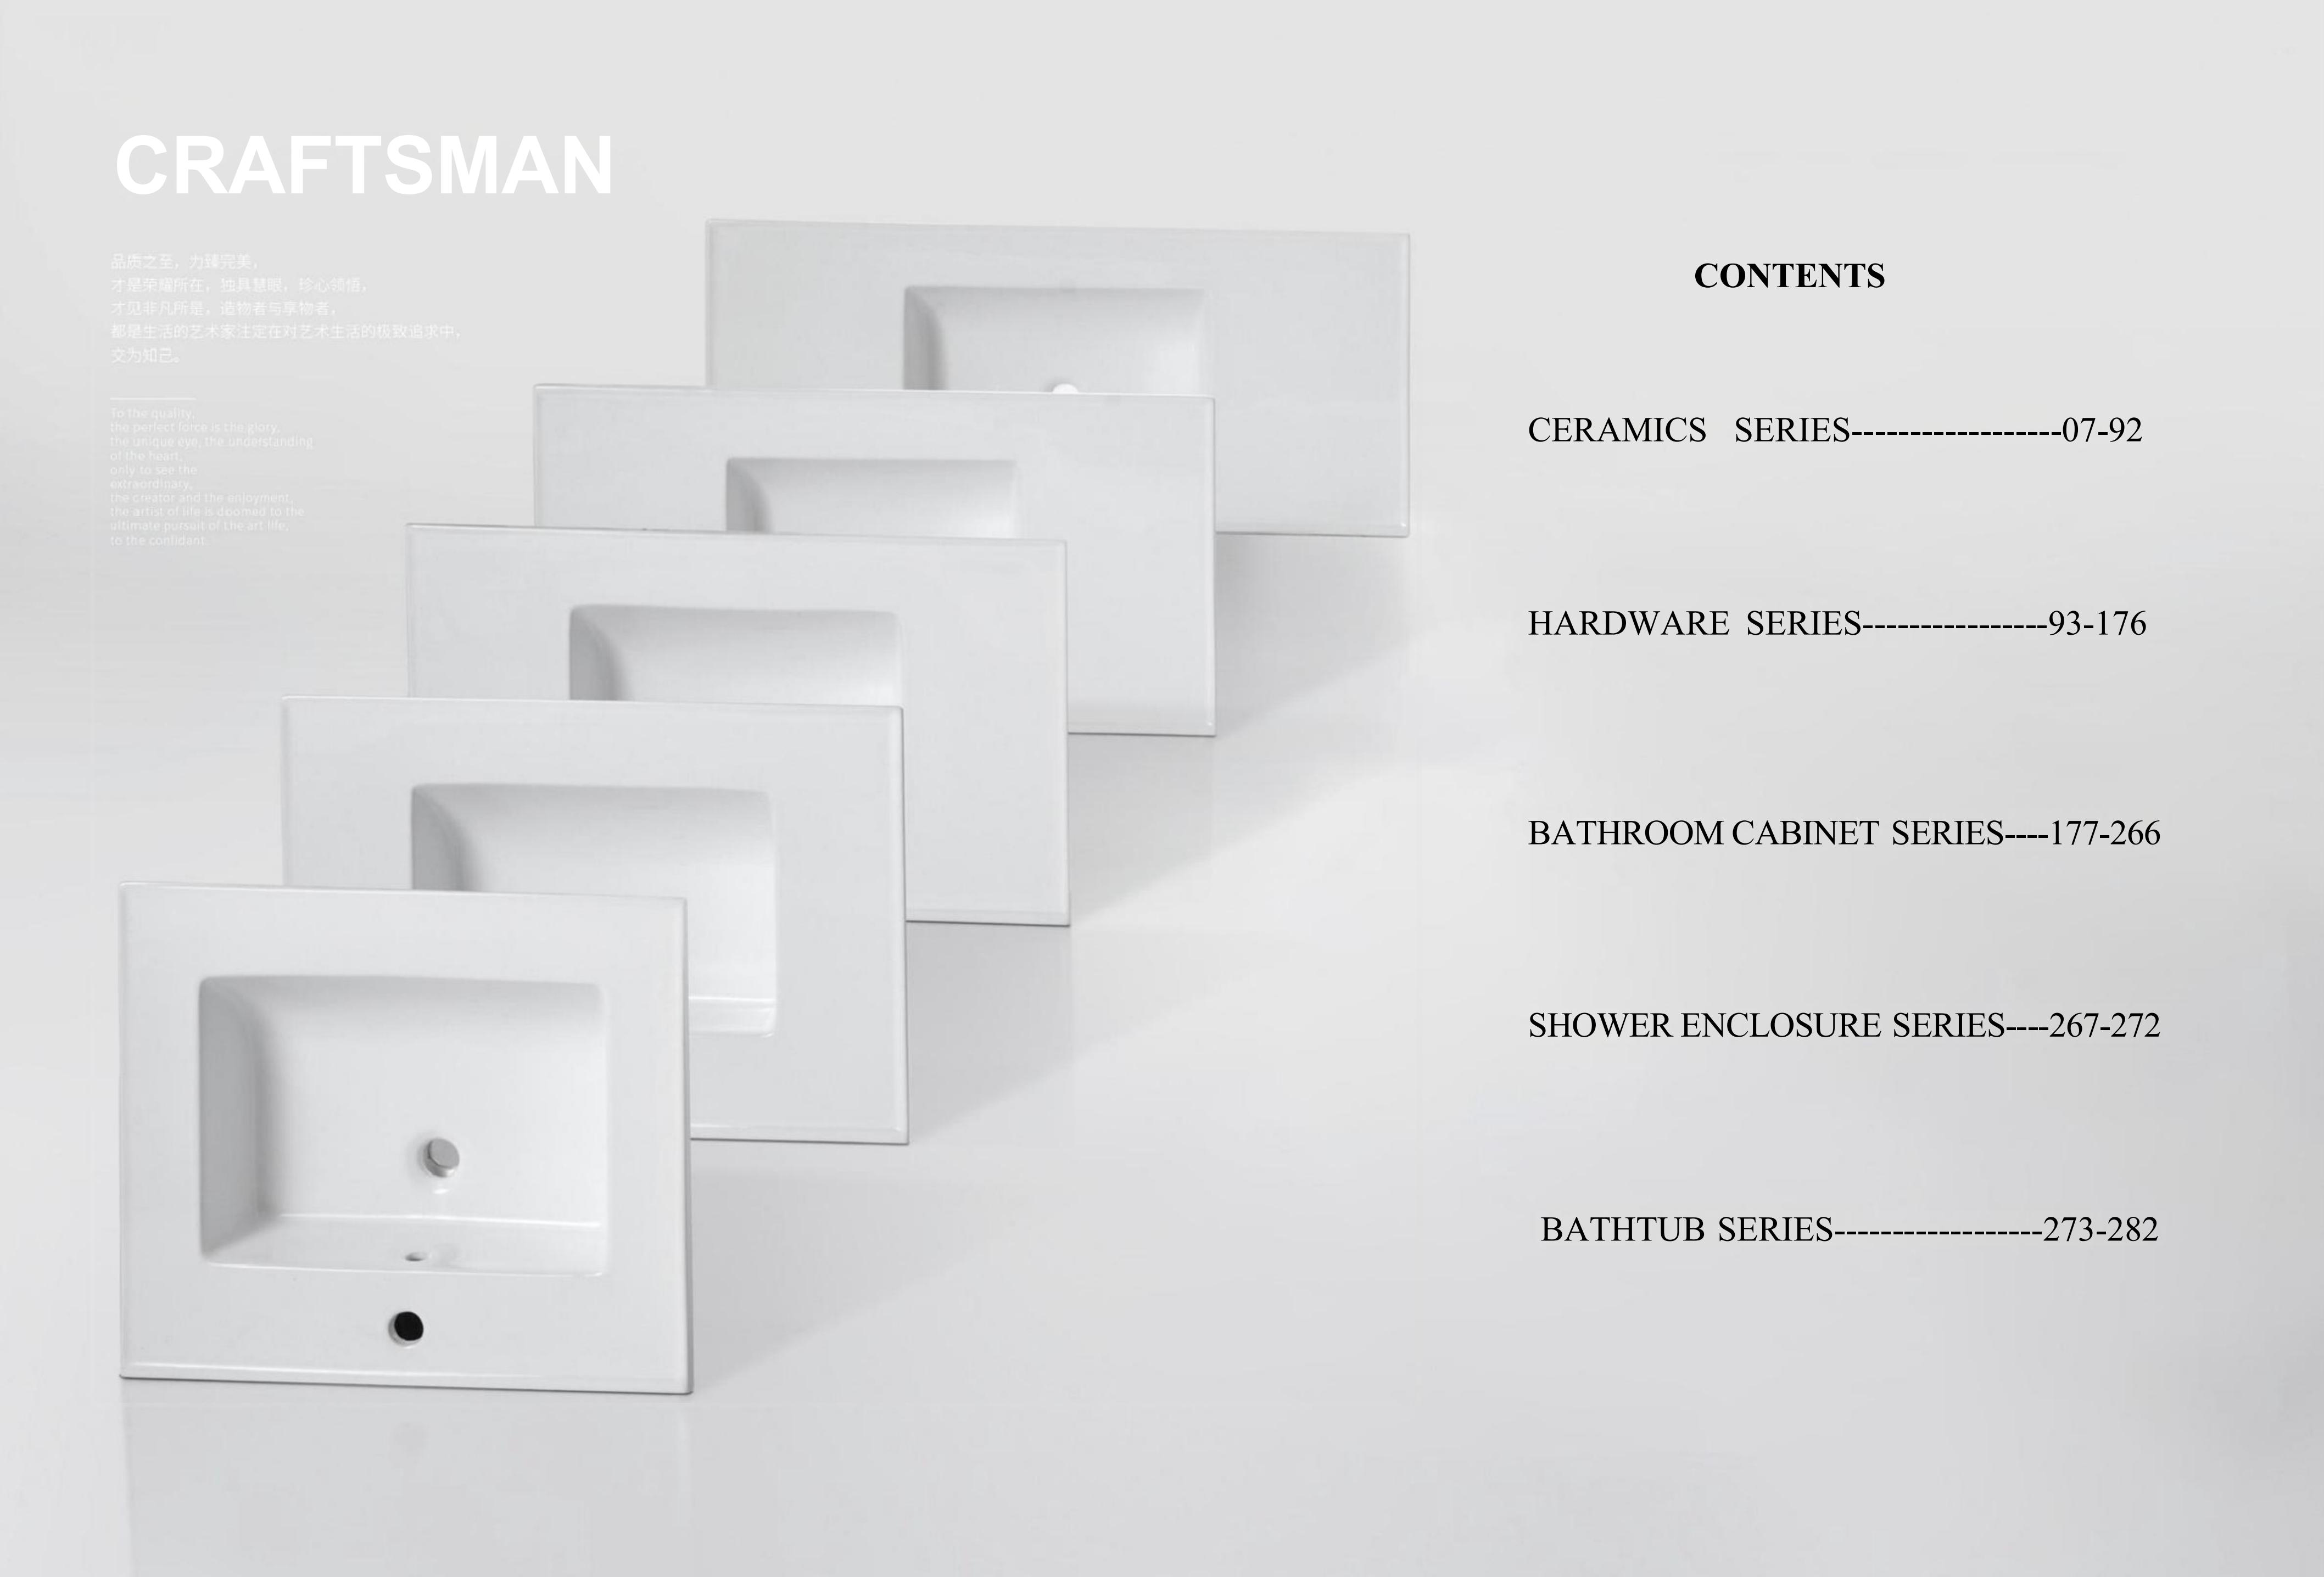 CRAFTSMAN
品质之至，力臻完美，
才是荣耀所在，独具慧眼，珍心领悟，
才见非凡所是，造物者与享物者，
都是生活的艺术家注定在对艺术生活的极致追求中，
交为知己。
To the quality,
the perfect force is the glory,
the unique eye, the understanding
of the heart,
only to see the
extraordinary,
the creator and the enjoyment,
the artist of life is doomed to the
ultimate pursuit of the art life,
to the confidant.
CONTENTS
CERAMICS SERIES------------------07-92
HARDWARE SERIES----------------93-176
BATHROOM CABINET SERIES----177-266
SHOWER ENCLOSURE SERIES----267-272
BATHTUB SERIES------------------273-282